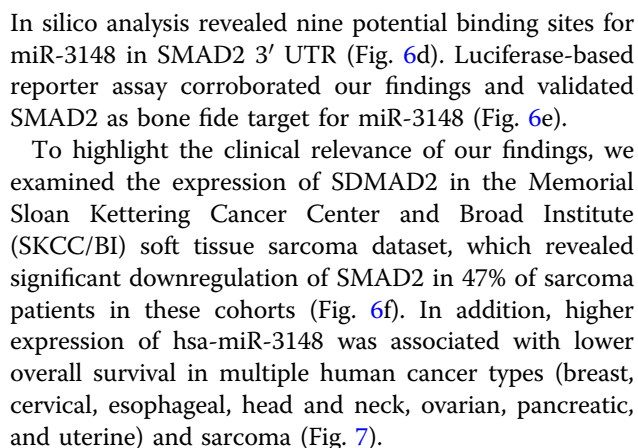 In silico analysis revealed nine potential binding sites for
miR-3148 in SMAD2 3′ UTR (Fig. 6d). Luciferase-based
reporter assay corroborated our findings and validated
SMAD2 as bone fide target for miR-3148 (Fig. 6e).
To highlight the clinical relevance of our findings, we
examined the expression of SDMAD2 in the Memorial
Sloan Kettering Cancer Center and Broad Institute
(SKCC/BI) soft tissue sarcoma dataset, which revealed
significant downregulation of SMAD2 in 47% of sarcoma
patients in these cohorts (Fig. 6f). In addition, higher
expression of hsa-miR-3148 was associated with lower
overall survival in multiple human cancer types (breast,
cervical, esophageal, head and neck, ovarian, pancreatic,
and uterine) and sarcoma (Fig. 7).